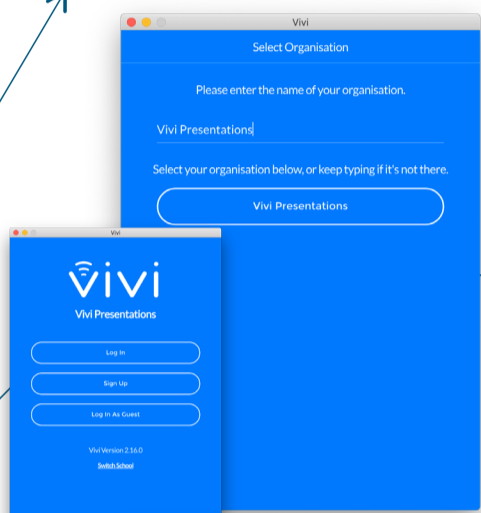 Vivi
Select Organisation
Please enter the name of your organisation.
Vivi Presentations
Select your organisation below, or keep typing if it's not there.
Vivi Presentations
Vivi
vivi
Vivi Presentations
Log In
Sign Up
Log In As Guest
Vivi Version 2.16.0
Switch School